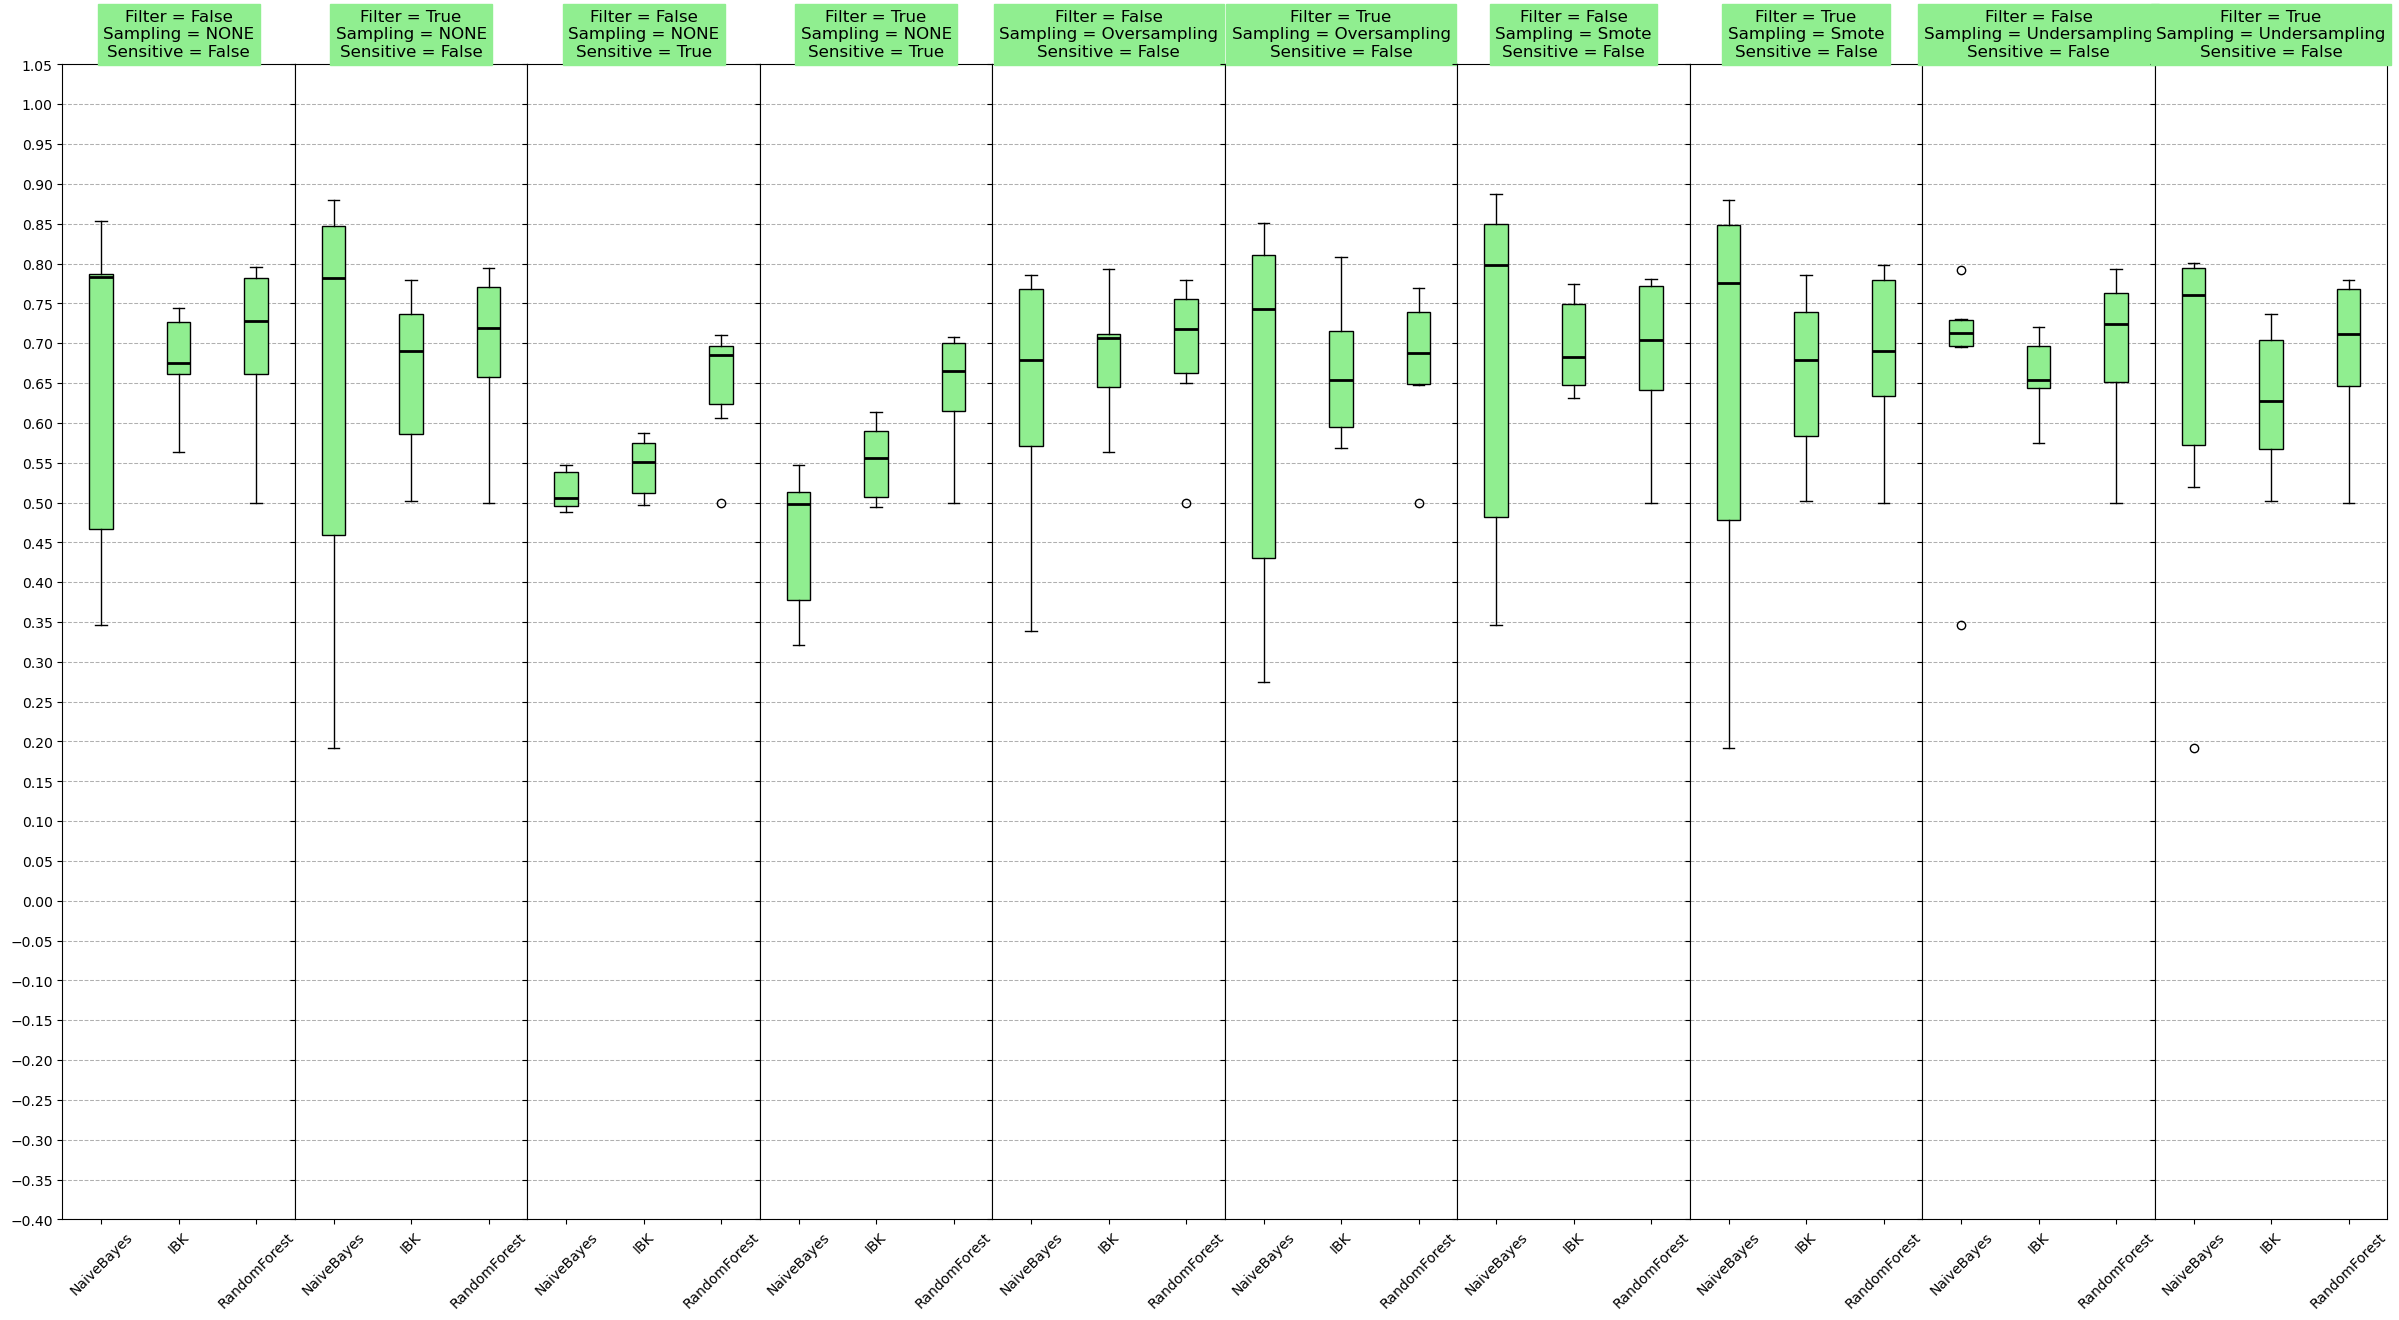 Filter = False
Sampling = NONE
Sensitive = False
Filter = True
Sampling = NONE
Sensitive = False
Filter = False
Sampling = NONE
Sensitive = True
Filter = True
Sampling = NONE
Sensitive = True
Filter = False
Sampling = Oversampling
Sensitive = False
Filter = True
Sampling = Oversampling
Sensitive = False
Filter = False
Sampling = Smote
Sensitive = False
Filter = True
Sampling = Smote
Sensitive = False
Filter = False
Sampling = Undersampling
Sensitive = False
Filter = True
Sampling = Undersampling
Sensitive = False
1.05
1.00
0.95
0.90
0.85
0.80
0.75
0.70
0.65
0.60
0.55
0.50
0.45
0.40
0.35
0.30
0.25
0.20
0.15
0.10
0.05
0.00
−0.05
−0.10
−0.15
−0.20
−0.25
−0.30
−0.35
−0.40
NaiveBayes
IBK
RandomForest
NaiveBayes
IBK
RandomForest
NaiveBayes
IBK
RandomForest
NaiveBayes
IBK
RandomForest
NaiveBayes
IBK
RandomForest
NaiveBayes
IBK
RandomForest
NaiveBayes
IBK
RandomForest
NaiveBayes
IBK
RandomForest
NaiveBayes
IBK
RandomForest
NaiveBayes
IBK
RandomForest